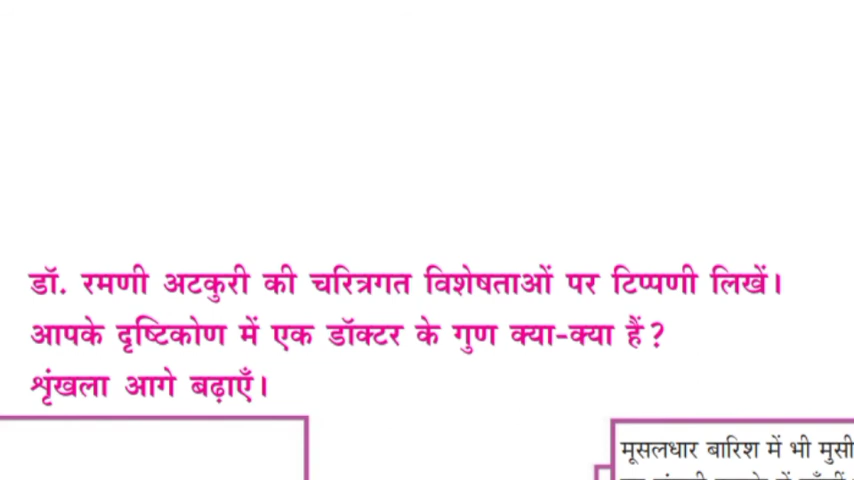 डॉ. रमणी अटकुरी की चरित्रगत विशेषताओं पर टिप्पणी लिखें।
आपके दृष्टिकोण में एक डॉक्टर के गुण क्या-क्या हैं?
शृंखला आगे बढ़ाएँ।
मूसलधार बारिश में भी मुसी